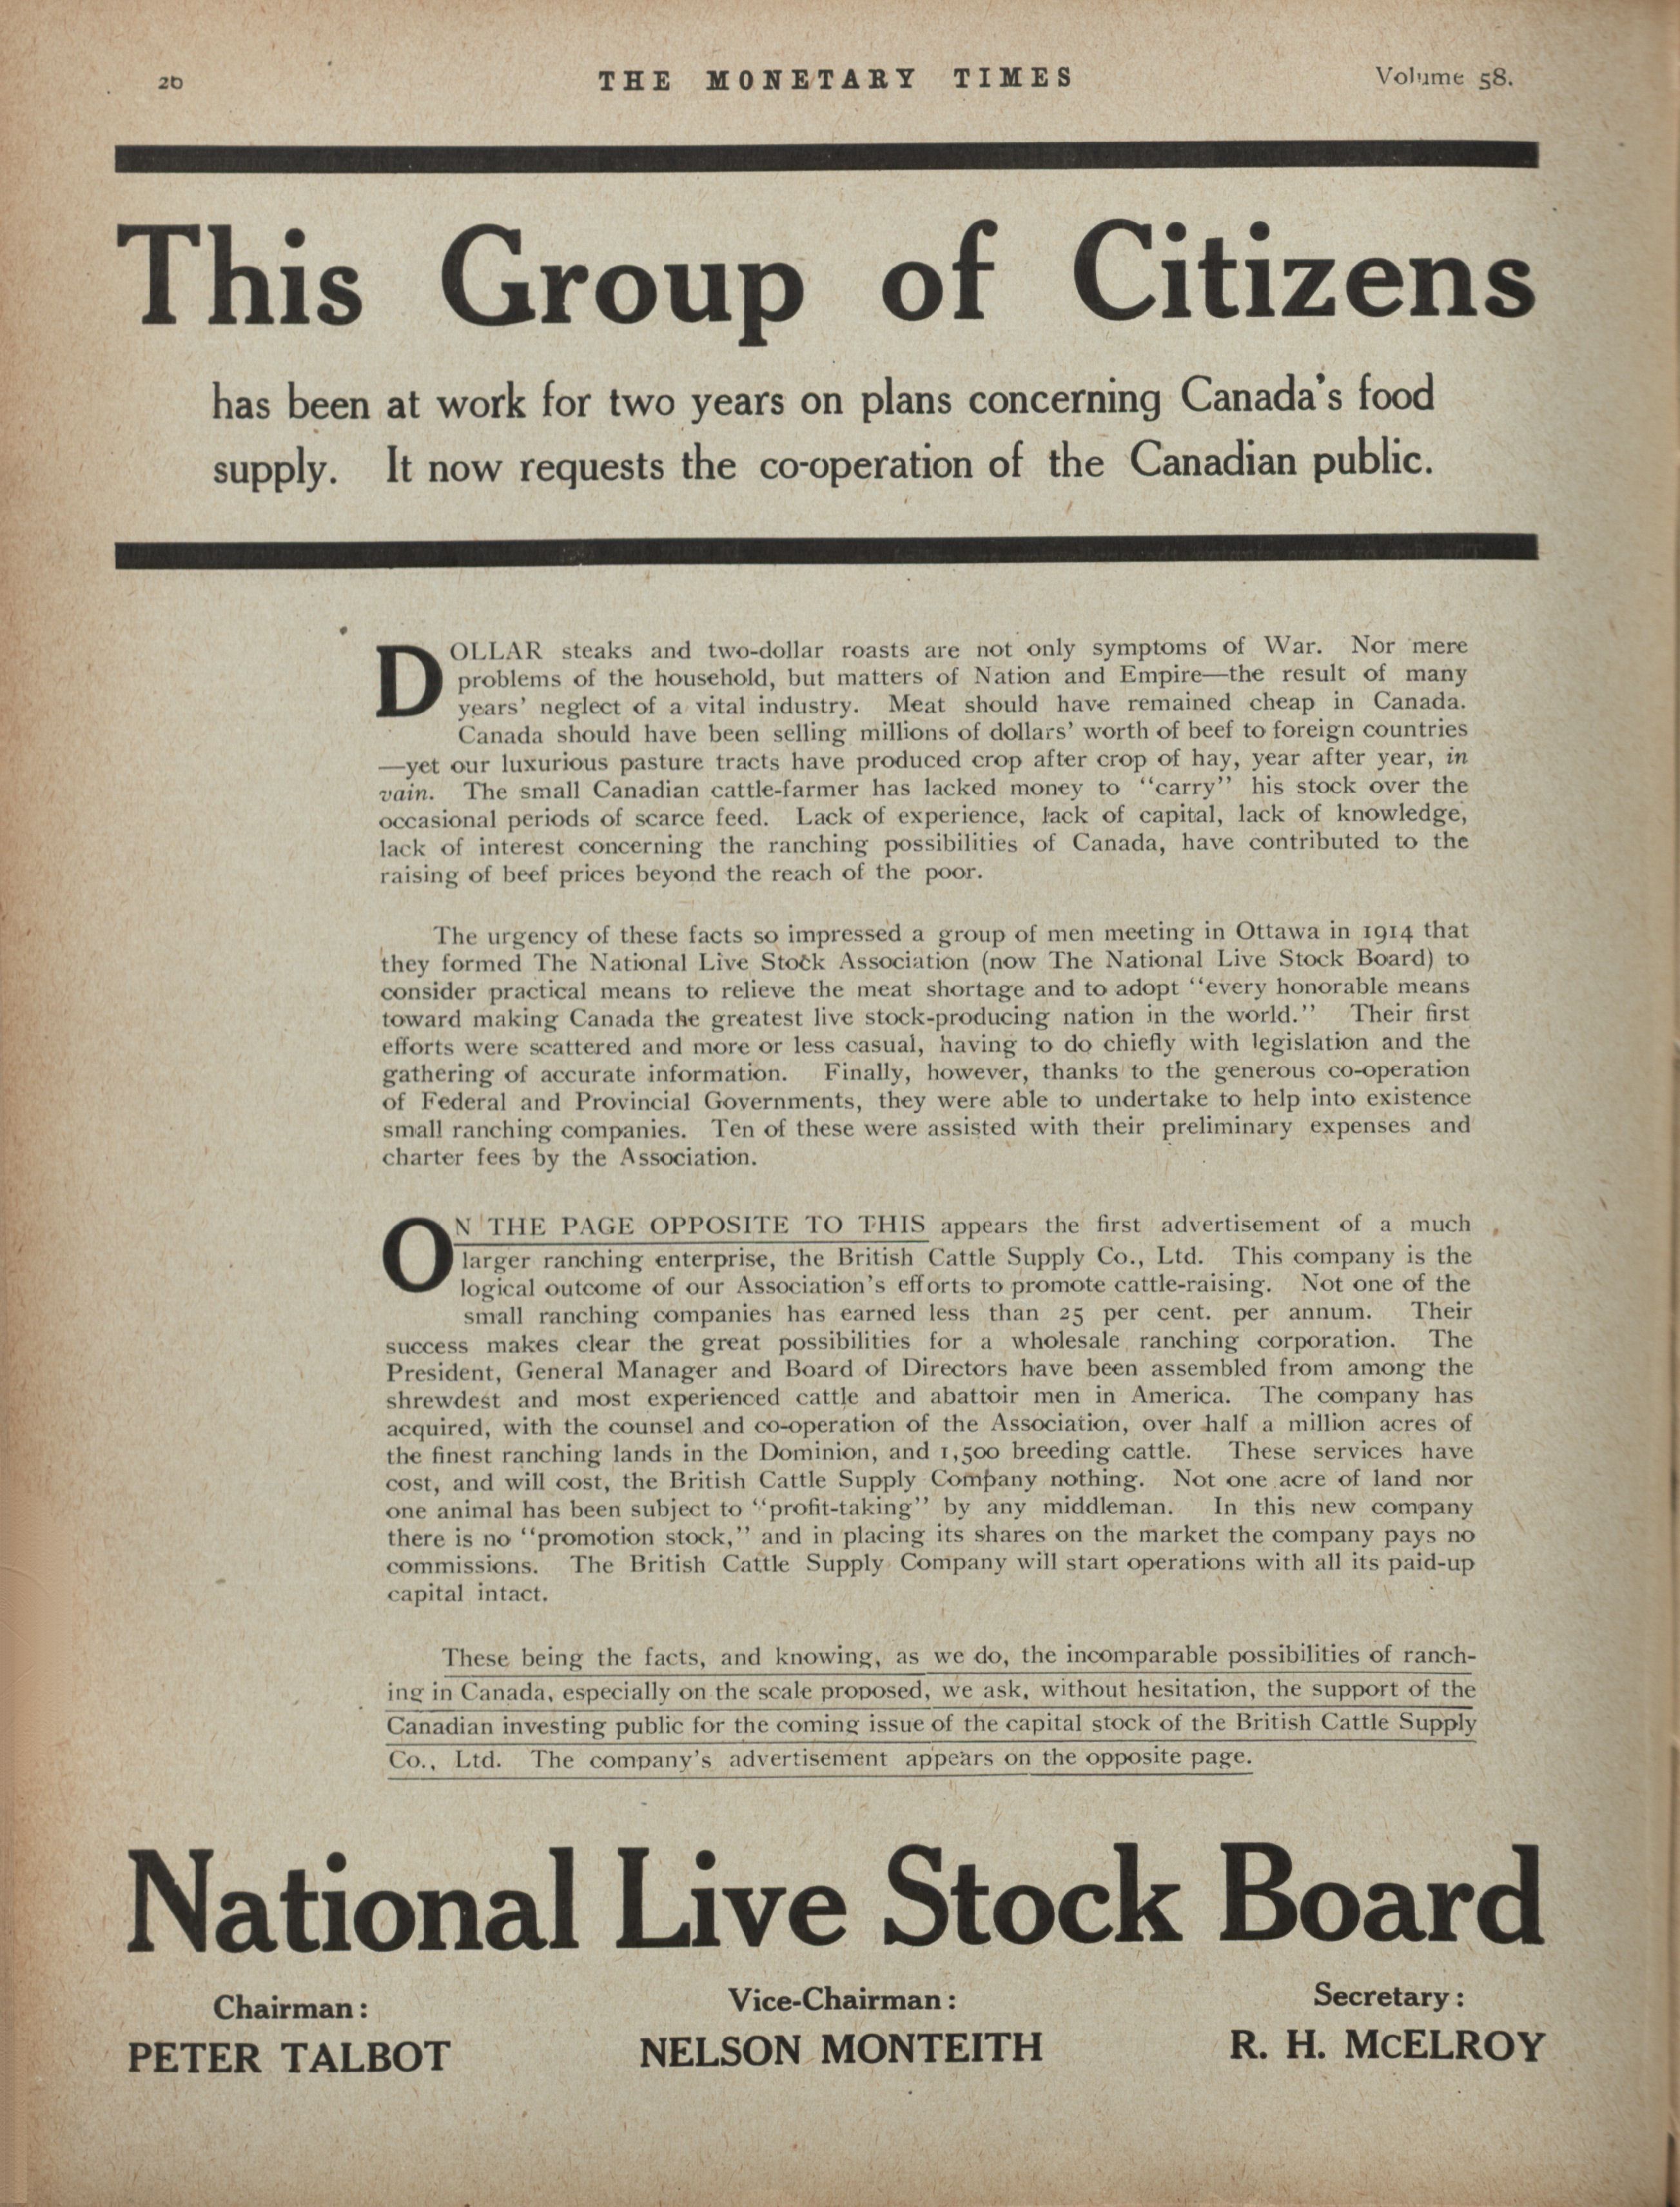 20
THE MONETARY TIMES
Volume 58.
This Group of Citizens
has been at work for two years on plans concerning Canada's food
supply. It now requests the co-operation of the Canadian public.
DOLLAR steaks and two-dollar roasts are not only symptoms of War. Nor mere
problems of the household, but matters of Nation and Empire—the result of many
years' neglect of a vital industry. Meat should have remained cheap in Canada.
Canada should have been selling millions of dollars' worth of beef to foreign countries
—yet our luxurious pasture tracts have produced crop after crop of hay, year after year, in
vain. The small Canadian cattle-farmer has lacked money to "carry" his stock over the
occasional periods of scarce feed. Lack of experience, lack of capital, lack of knowledge,
lack of interest concerning the ranching possibilities of Canada, have contributed to the
raising of beef prices beyond the reach of the poor.
The urgency of these facts so impressed a group of men meeting in Ottawa in 1914 that
they formed The National Live Stock Association (now The National Live Stock Board) to
consider practical means to relieve the meat shortage and to adopt "every honorable means
toward making Canada the greatest live stock-producing nation in the world." Their first
efforts were scattered and more or less casual, having to do chiefly with legislation and the
gathering of accurate information. Finally, however, thanks to the generous co-operation
of Federal and Provincial Governments, they were able to undertake to help into existence
small ranching companies. Ten of these were assisted with their preliminary expenses and
charter fees by the Association.
ON THE PAGE OPPOSITE TO THIS appears the first advertisement of a much
larger ranching enterprise, the British Cattle Supply Co., Ltd. This company is the
logical outcome of our Association's efforts to promote cattle-raising. Not one of the
small ranching companies has earned less than 25 per cent. per annum. Their
success makes clear the great possibilities for a wholesale ranching corporation. The
President, General Manager and Board of Directors have been assembled from among the
shrewdest and most experienced cattle and abattoir men in America. The company has
acquired, with the counsel and co-operation of the Association, over half a million acres of
the finest ranching lands in the Dominion, and 1,500 breeding cattle. These services have
cost, and will cost, the British Cattle Supply Company nothing. Not one acre of land nor
one animal has been subject to "profit-taking" by any middleman. In this new company
there is no "promotion stock," and in placing its shares on the market the company pays no
commissions. The British Cattle Supply Company will start operations with all its paid-up
capital intact.
These being the facts, and knowing, as we do, the incomparable possibilities of ranch-
ing in Canada, especially on the scale proposed, we ask, without hesitation, the support of the
Canadian investing public for the coming issue of the capital stock of the British Cattle Supply
Co., Ltd. The company's advertisement appears on the opposite page.
National Live Stock Board
Chairman:
PETER TALBOT
Vice-Chairman:
NELSON MONTEITH
Secretary:
R. H. McELROY